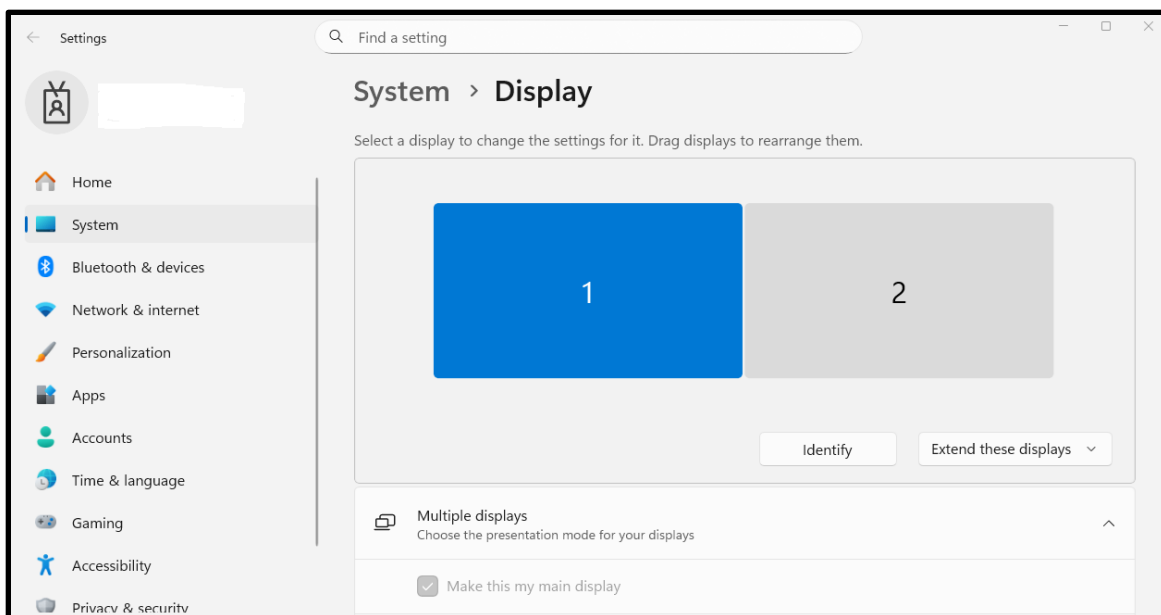 Settings
Find a setting
Home
System
Bluetooth & devices
Network & internet
Personalization
Apps
Accounts
Time & language
Gaming
Accessibility
Privacy & security
System > Display
Select a display to change the settings for it. Drag displays to rearrange them.
1
2
Identify
Extend these displays
Multiple displays
Choose the presentation mode for your displays
Make this my main display